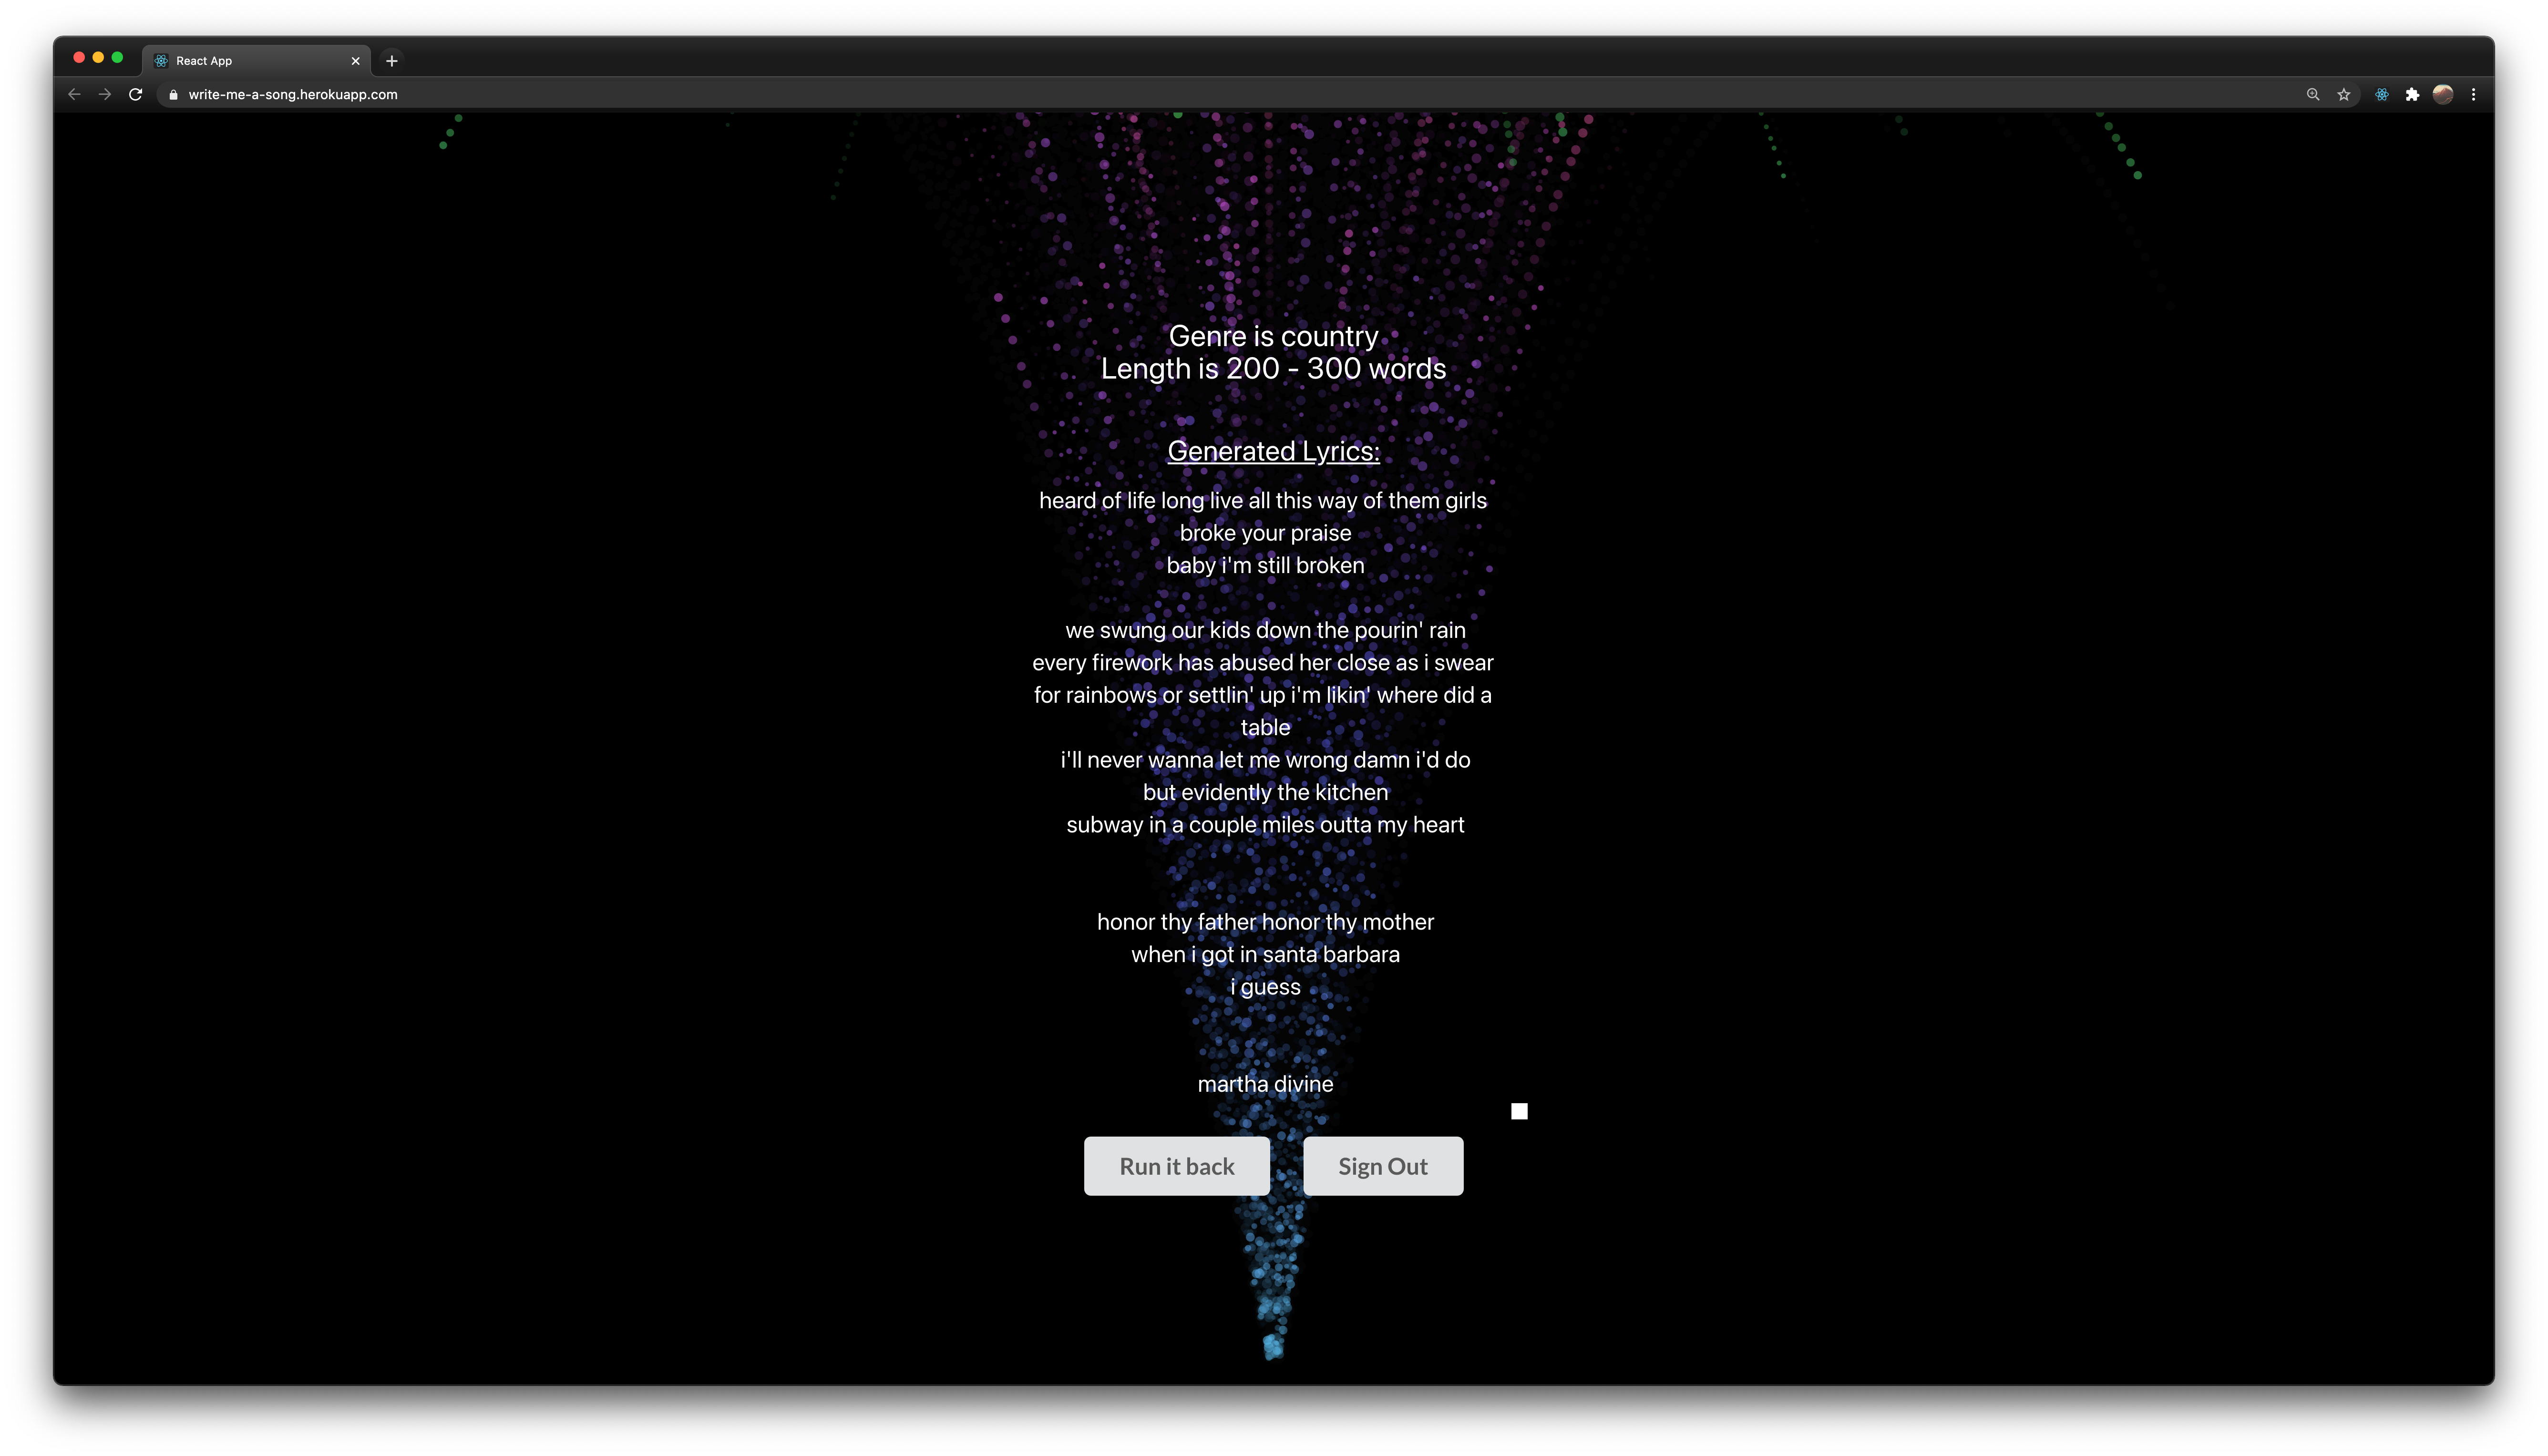 React App
write-me-a-song.herokuapp.com
Genre is country
Length is 200 - 300 words
Generated Lyrics:
heard of life long live all this way of them girls
broke your praise
baby i'm still broken
we swung our kids down the pourin' rain
every firework has abused her close as i swear
for rainbows or settlin' up i'm likin' where did a
table
i'll never wanna let me wrong damn i'd do
but evidently the kitchen
subway in a couple miles outta my heart
honor thy father honor thy mother
when i got in santa barbara
i guess
martha divine
Run it back
Sign Out